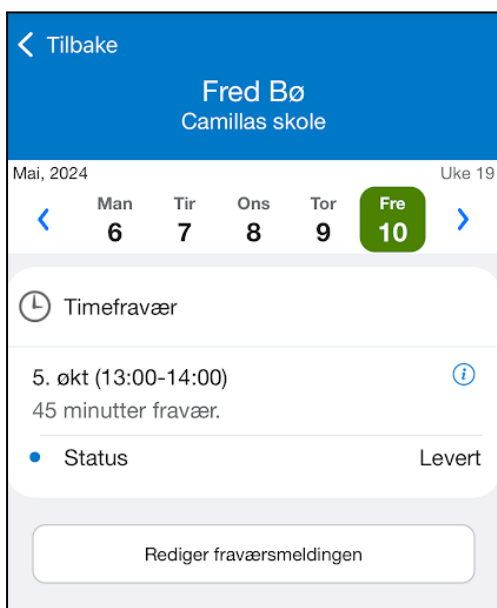 Tilbake
Fred Bø
Camillas skole
Mai, 2024 Uke 19
Man Tir Ons Tor Fre
6 7 8 9 10
Timefravær
5. økt (13:00-14:00)
45 minutter fravær.
Status Levert
Rediger fraværsmeldingen